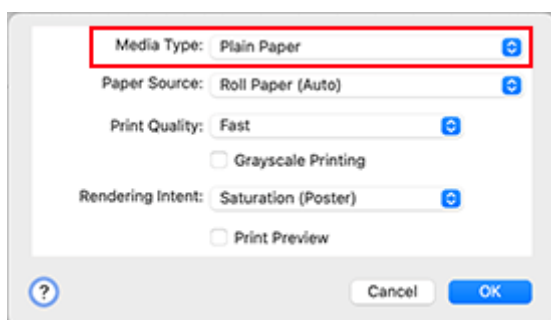 Media Type: Plain Paper
Paper Source: Roll Paper (Auto)
Print Quality: Fast
Grayscale Printing
Rendering Intent: Saturation (Poster)
Print Preview
? Cancel OK